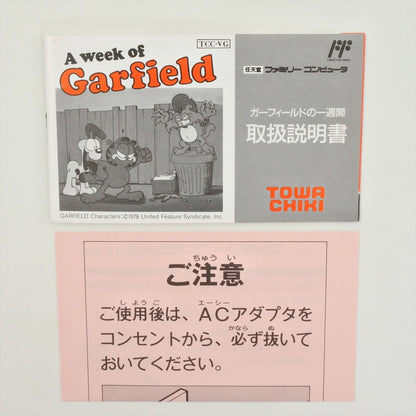 A week of
Garfield
TCC-VG
GARFIELD Characters: ©1978 United Feature Syndicate, Inc.
任天堂 ファミリー コンピュータ
ガーフィールドの一週間
取扱説明書
TOWA
CHIKI
ちゅう い
ご注意
し よう ご エーシー
ご使用後は、ACアダプタを
かなら ぬ
コンセントから、必ず抜いて
おいてください。